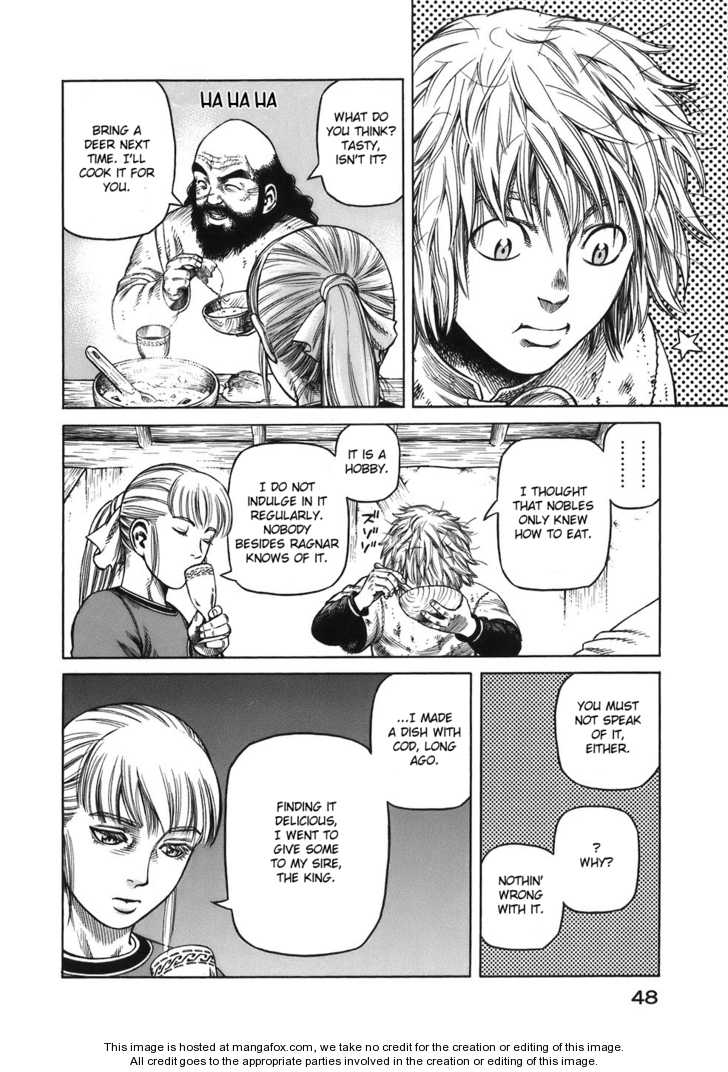 WHAT DO
YOU THINK?
TASTY,
ISN'T IT?
HA HA HA
BRING A
DEER NEXT
TIME. I'LL
COOK IT FOR
YOU.
........
I THOUGHT
THAT NOBLES
ONLY KNEW
HOW TO EAT.
ズゾゾ
IT IS A
HOBBY.
I DO NOT
INDULGE IN IT
REGULARLY.
NOBODY
BESIDES RAGNAR
KNOWS OF IT.
YOU MUST
NOT SPEAK
OF IT,
EITHER.
?
WHY?
NOTHIN'
WRONG
WITH IT.
...I MADE
A DISH WITH
COD, LONG
AGO.
FINDING IT
DELICIOUS,
I WENT TO
GIVE SOME
TO MY SIRE,
THE KING.
48
This image is hosted at mangafox.com, we take no credit for the creation or editing of this image.
All credit goes to the appropriate parties involved in the creation or editing of this image.